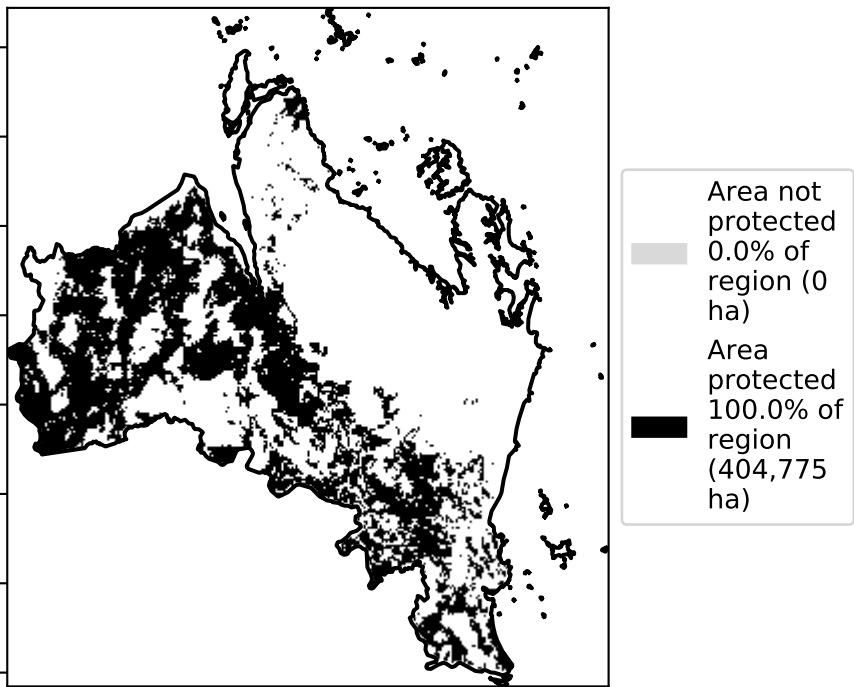 Area not
protected
0.0% of
region (0
ha)
Area
protected
100.0% of
region
(404,775
ha)